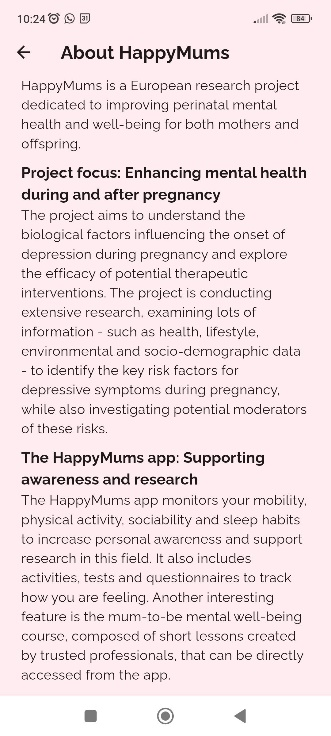 10:24
31
84
About HappyMums
HappyMums is a European research project
dedicated to improving perinatal mental
health and well-being for both mothers and
offspring.
Project focus: Enhancing mental health
during and after pregnancy
The project aims to understand the
biological factors influencing the onset of
depression during pregnancy and explore
the efficacy of potential therapeutic
interventions. The project is conducting
extensive research, examining lots of
information - such as health, lifestyle,
environmental and socio-demographic data
- to identify the key risk factors for
depressive symptoms during pregnancy,
while also investigating potential moderators
of these risks.
The HappyMums app: Supporting
awareness and research
The HappyMums app monitors your mobility,
physical activity, sociability and sleep habits
to increase personal awareness and support
research in this field. It also includes
activities, tests and questionnaires to track
how you are feeling. Another interesting
feature is the mum-to-be mental well-being
course, composed of short lessons created
by trusted professionals, that can be directly
accessed from the app.